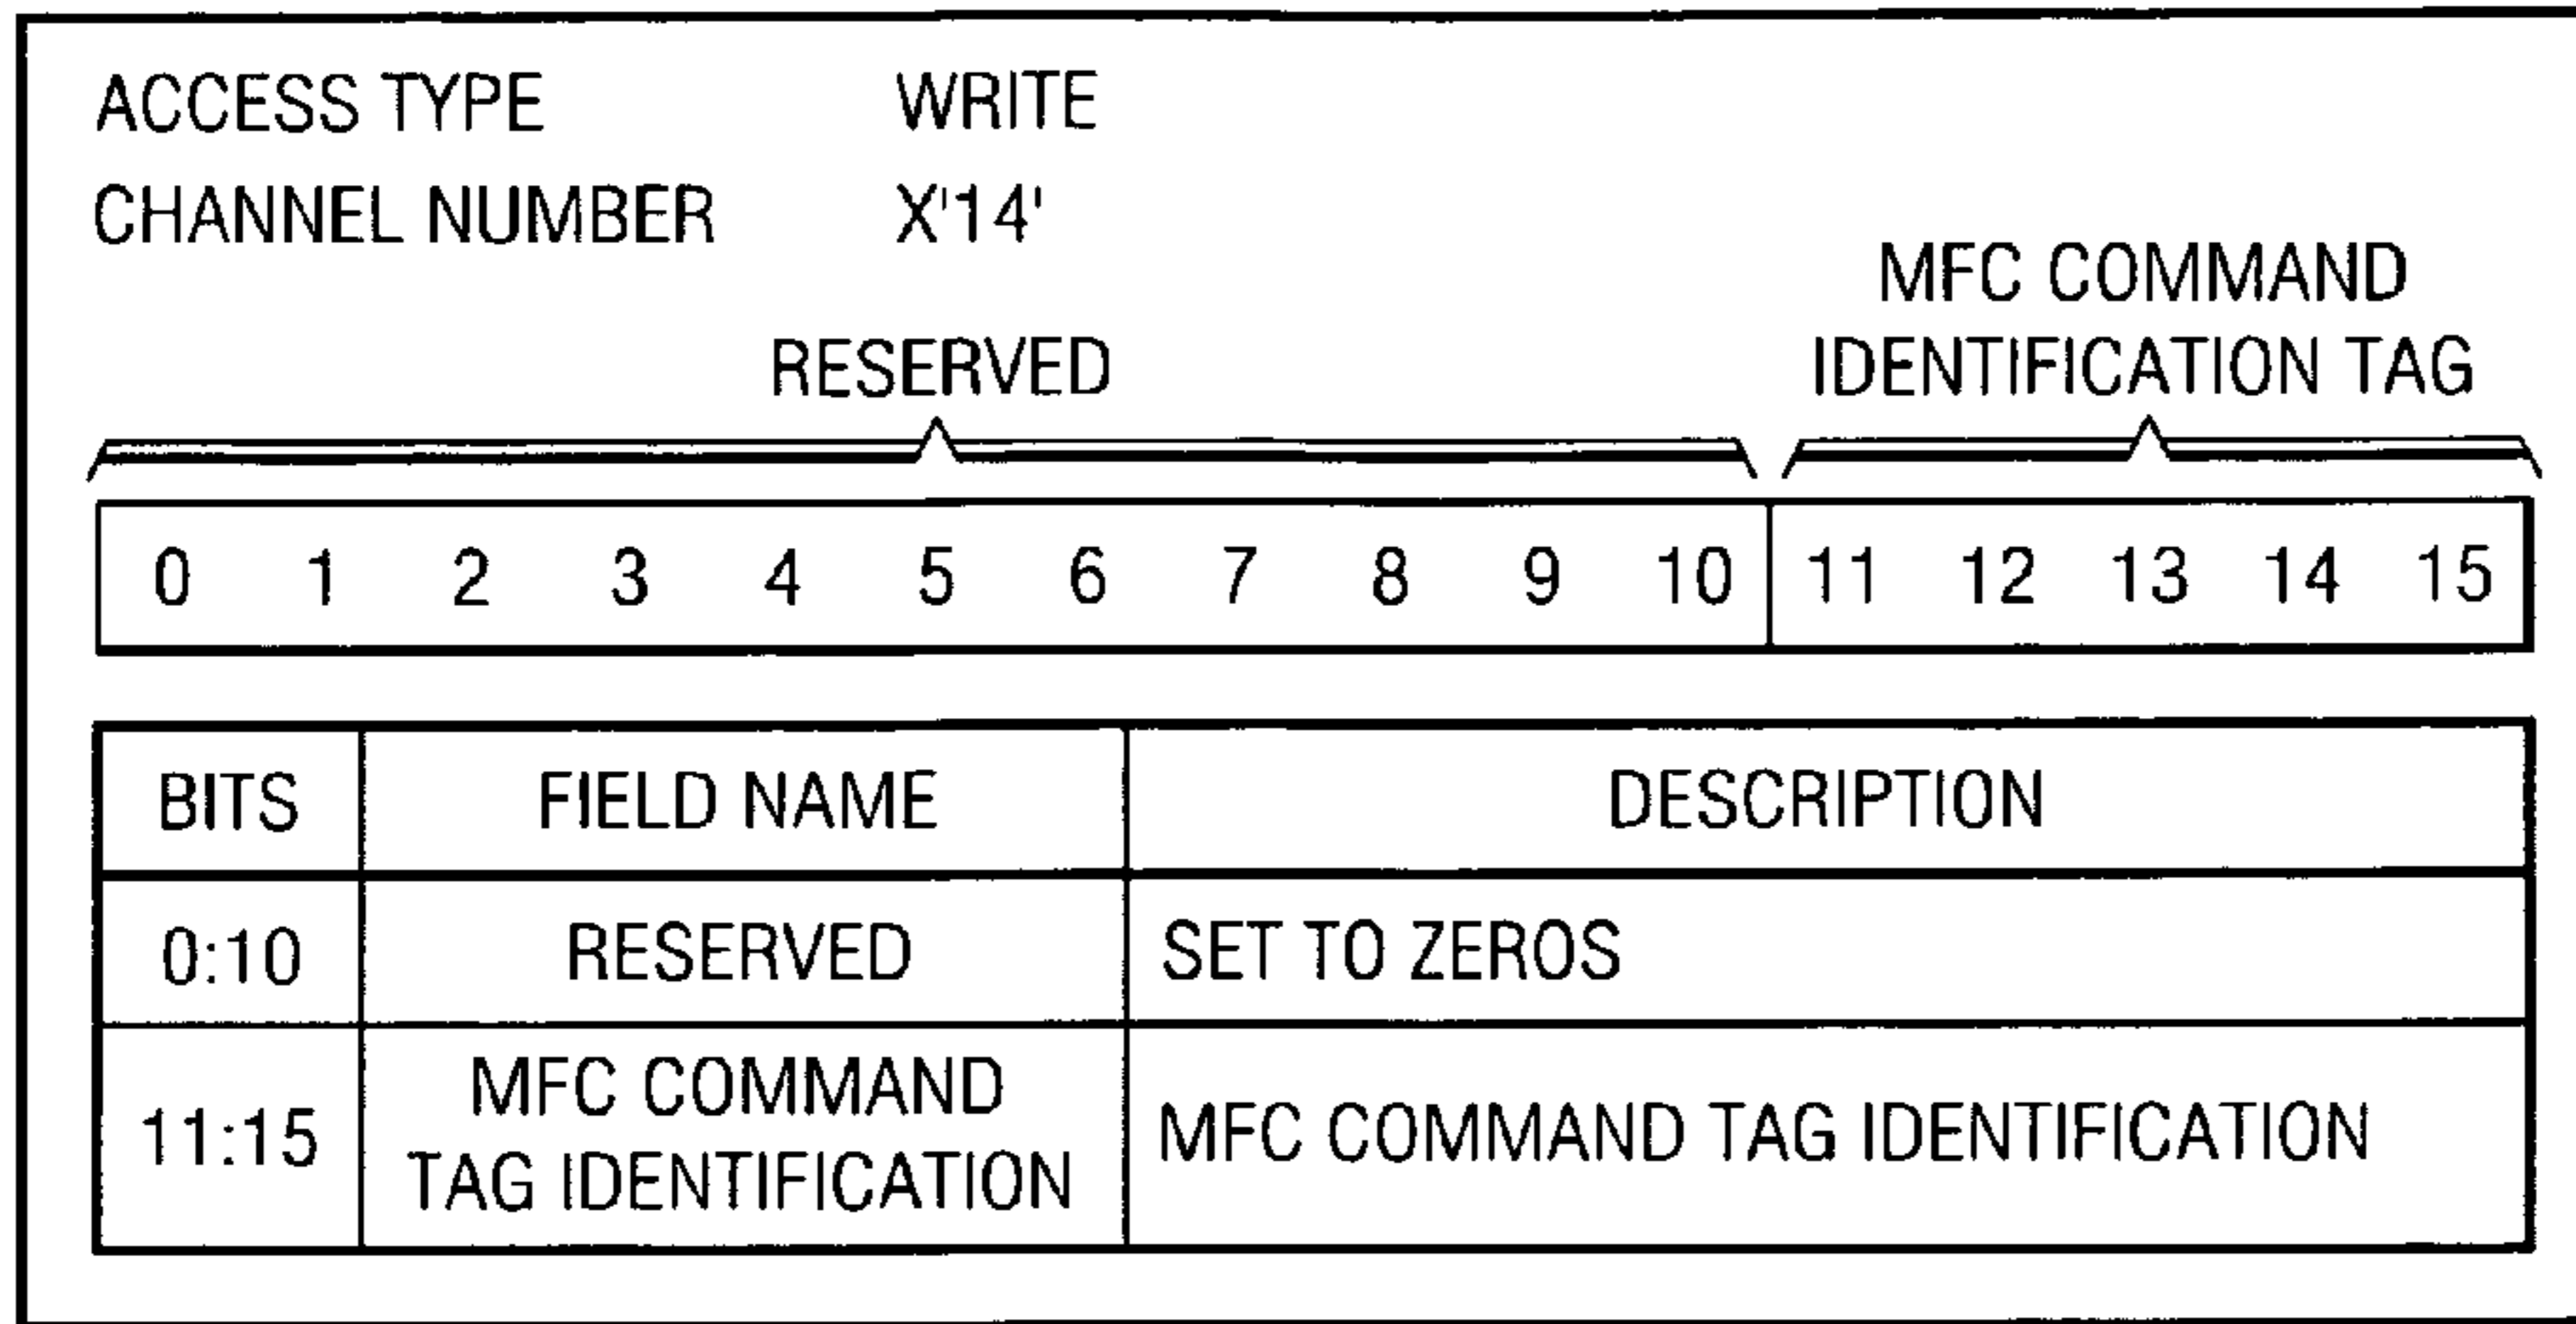 ACCESS TYPE WRITE
CHANNEL NUMBER X'14'
MFC COMMAND
RESERVED IDENTIFICATION TAG
0 1 2 3 4 5 6 7 8 9 10 11 12 13 14 15
BITS FIELD NAME DESCRIPTION
0:10 RESERVED SET TO ZEROS
11:15 MFC COMMAND
TAG IDENTIFICATION MFC COMMAND TAG IDENTIFICATION